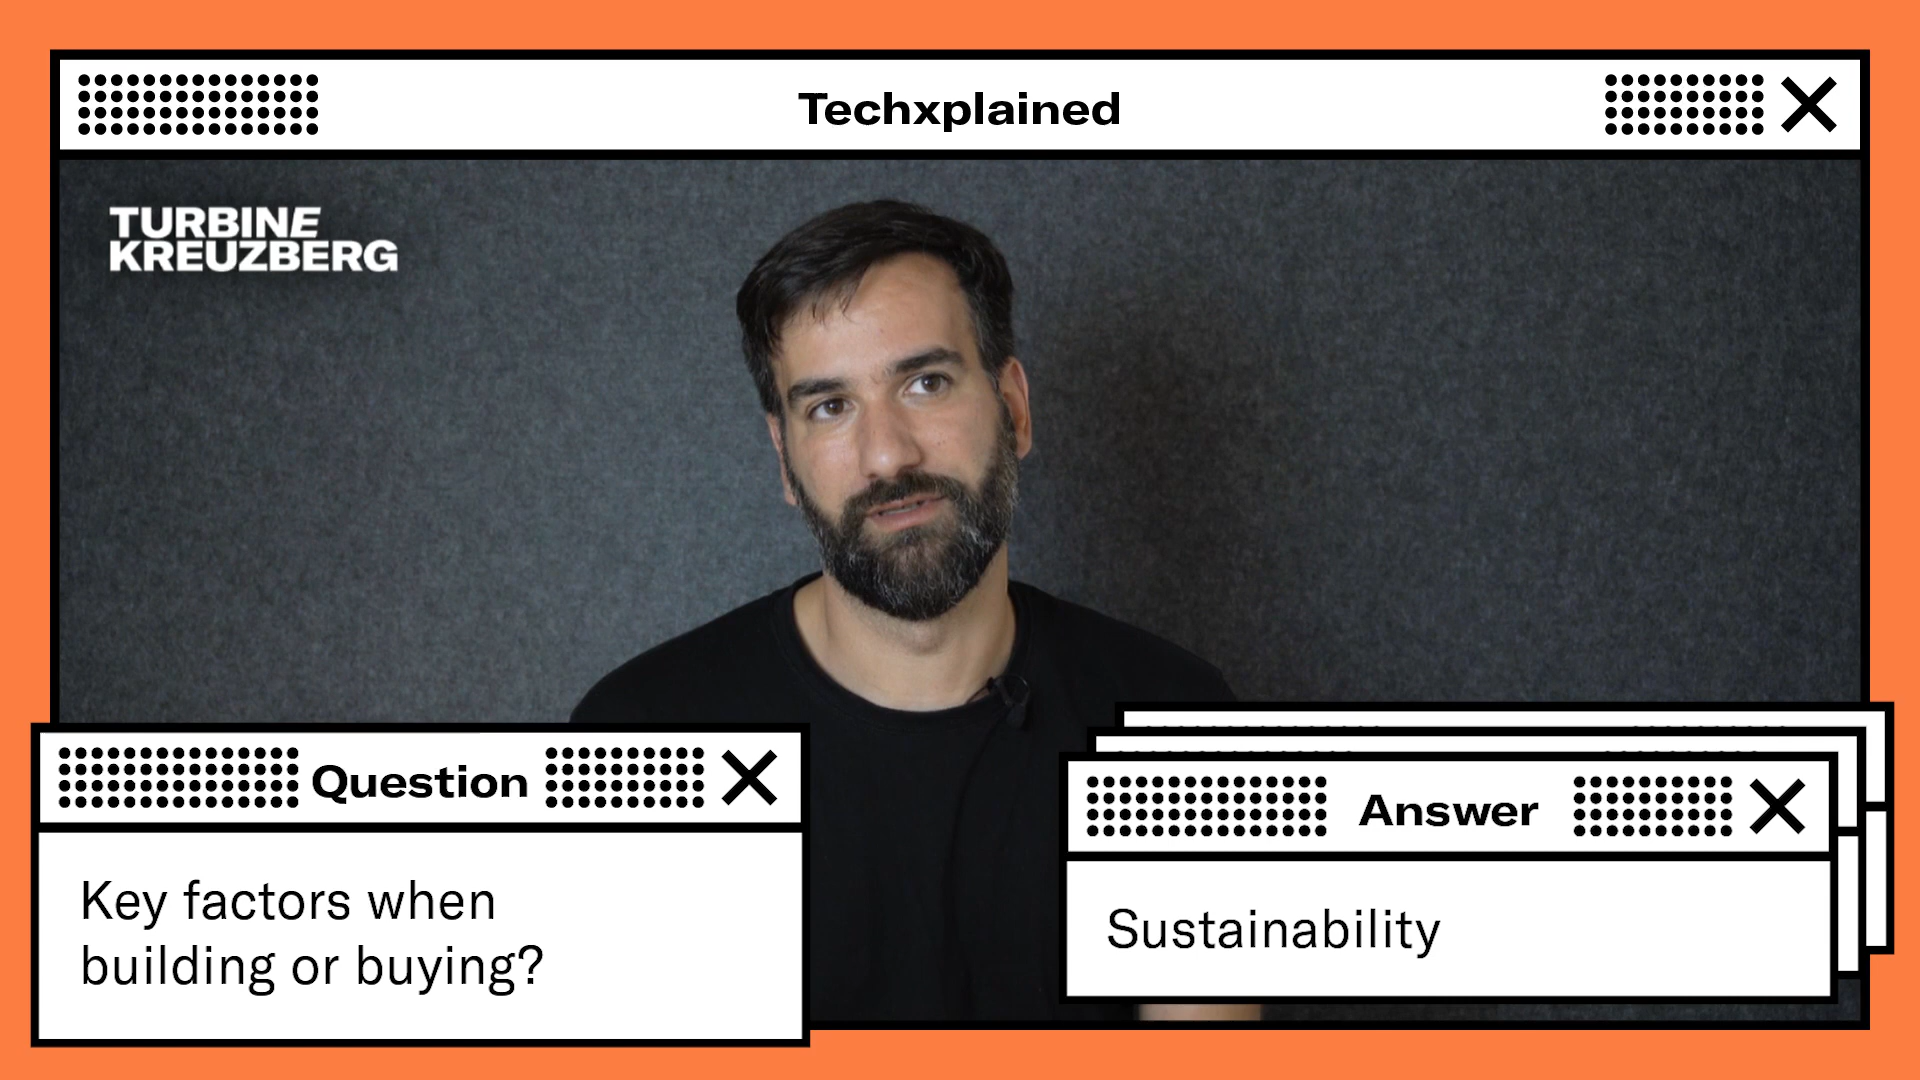 Techxplained
TURBINE
KREUZBERG
Question
Key factors when
building or buying?
Answer
Sustainability